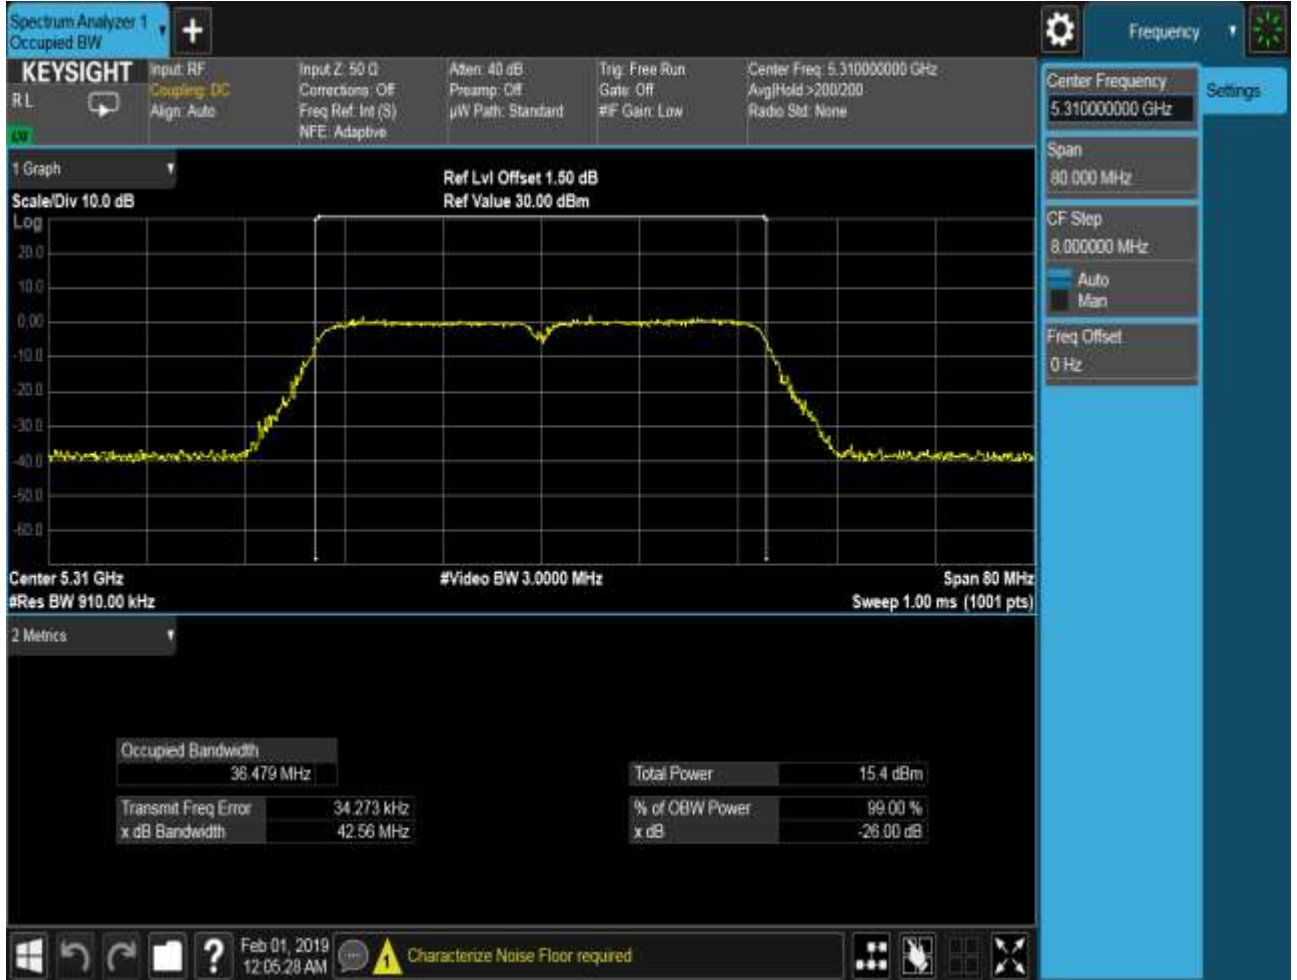 Spectrum Analyzer 1
Occupied BW
Frequency
KEYSIGHT
R L
Input: RF
Coupling: DC
Align: Auto
Input Z: 50 Ω
Corrections: Off
Freq Ref: Int (S)
NFE: Adaptive
Atten: 40 dB
Preamp: Off
µW Path: Standard
Trig: Free Run
Gate: Off
#IF Gain: Low
Center Freq: 5.310000000 GHz
Avg|Hold:>200/200
Radio Std: None
Center Frequency
5.310000000 GHz
Settings
Span
80.000 MHz
CF Step
8.000000 MHz
Auto
Man
Freq Offset
0 Hz
1 Graph
Scale/Div 10.0 dB
Ref Lvl Offset 1.50 dB
Ref Value 30.00 dBm
Log
20.0
10.0
0.00
-10.0
-20.0
-30.0
-40.0
-50.0
-60.0
Center 5.31 GHz
#Video BW 3.0000 MHz
Span 80 MHz
#Res BW 910.00 kHz
Sweep 1.00 ms (1001 pts)
2 Metrics
Occupied Bandwidth
36.479 MHz
Total Power 15.4 dBm
Transmit Freq Error 34.273 kHz
% of OBW Power 99.00 %
x dB Bandwidth 42.56 MHz
x dB -26.00 dB
?
Feb 01, 2019
12:05:28 AM
1
Characterize Noise Floor required